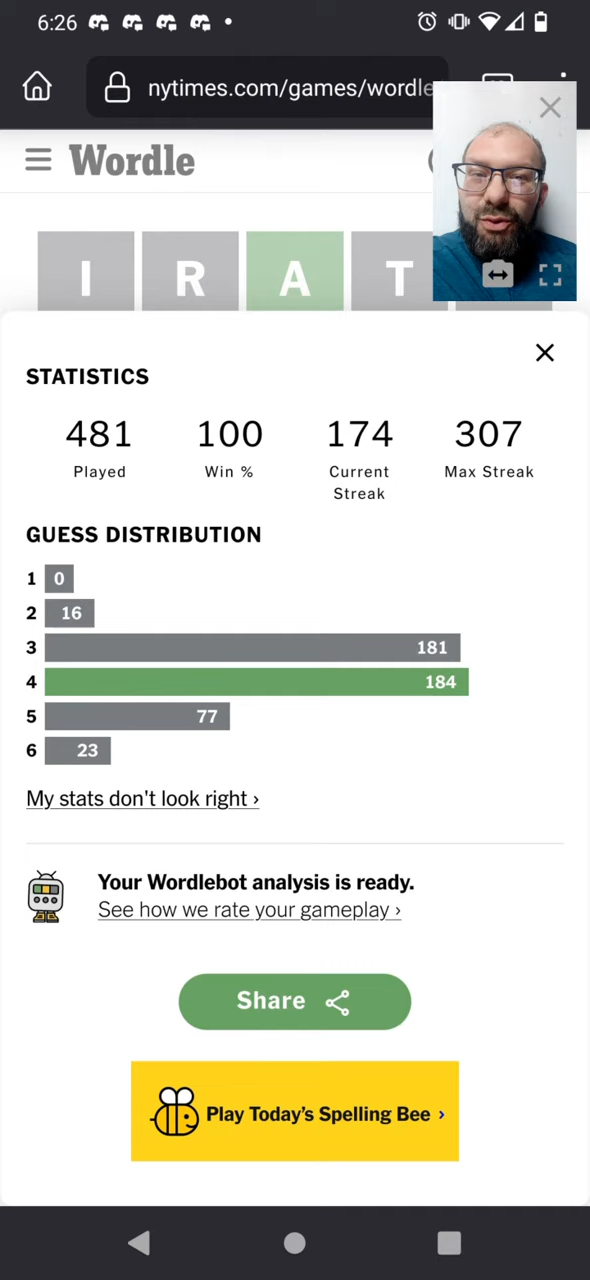 6:26
nytimes.com/games/wordle
Wordle
I R A T
STATISTICS
481 100 174 307
Played Win % Current Streak Max Streak
GUESS DISTRIBUTION
1 0
2 16
3 181
4 184
5 77
6 23
My stats don't look right ›
Your Wordlebot analysis is ready.
See how we rate your gameplay ›
Share
Play Today's Spelling Bee ›